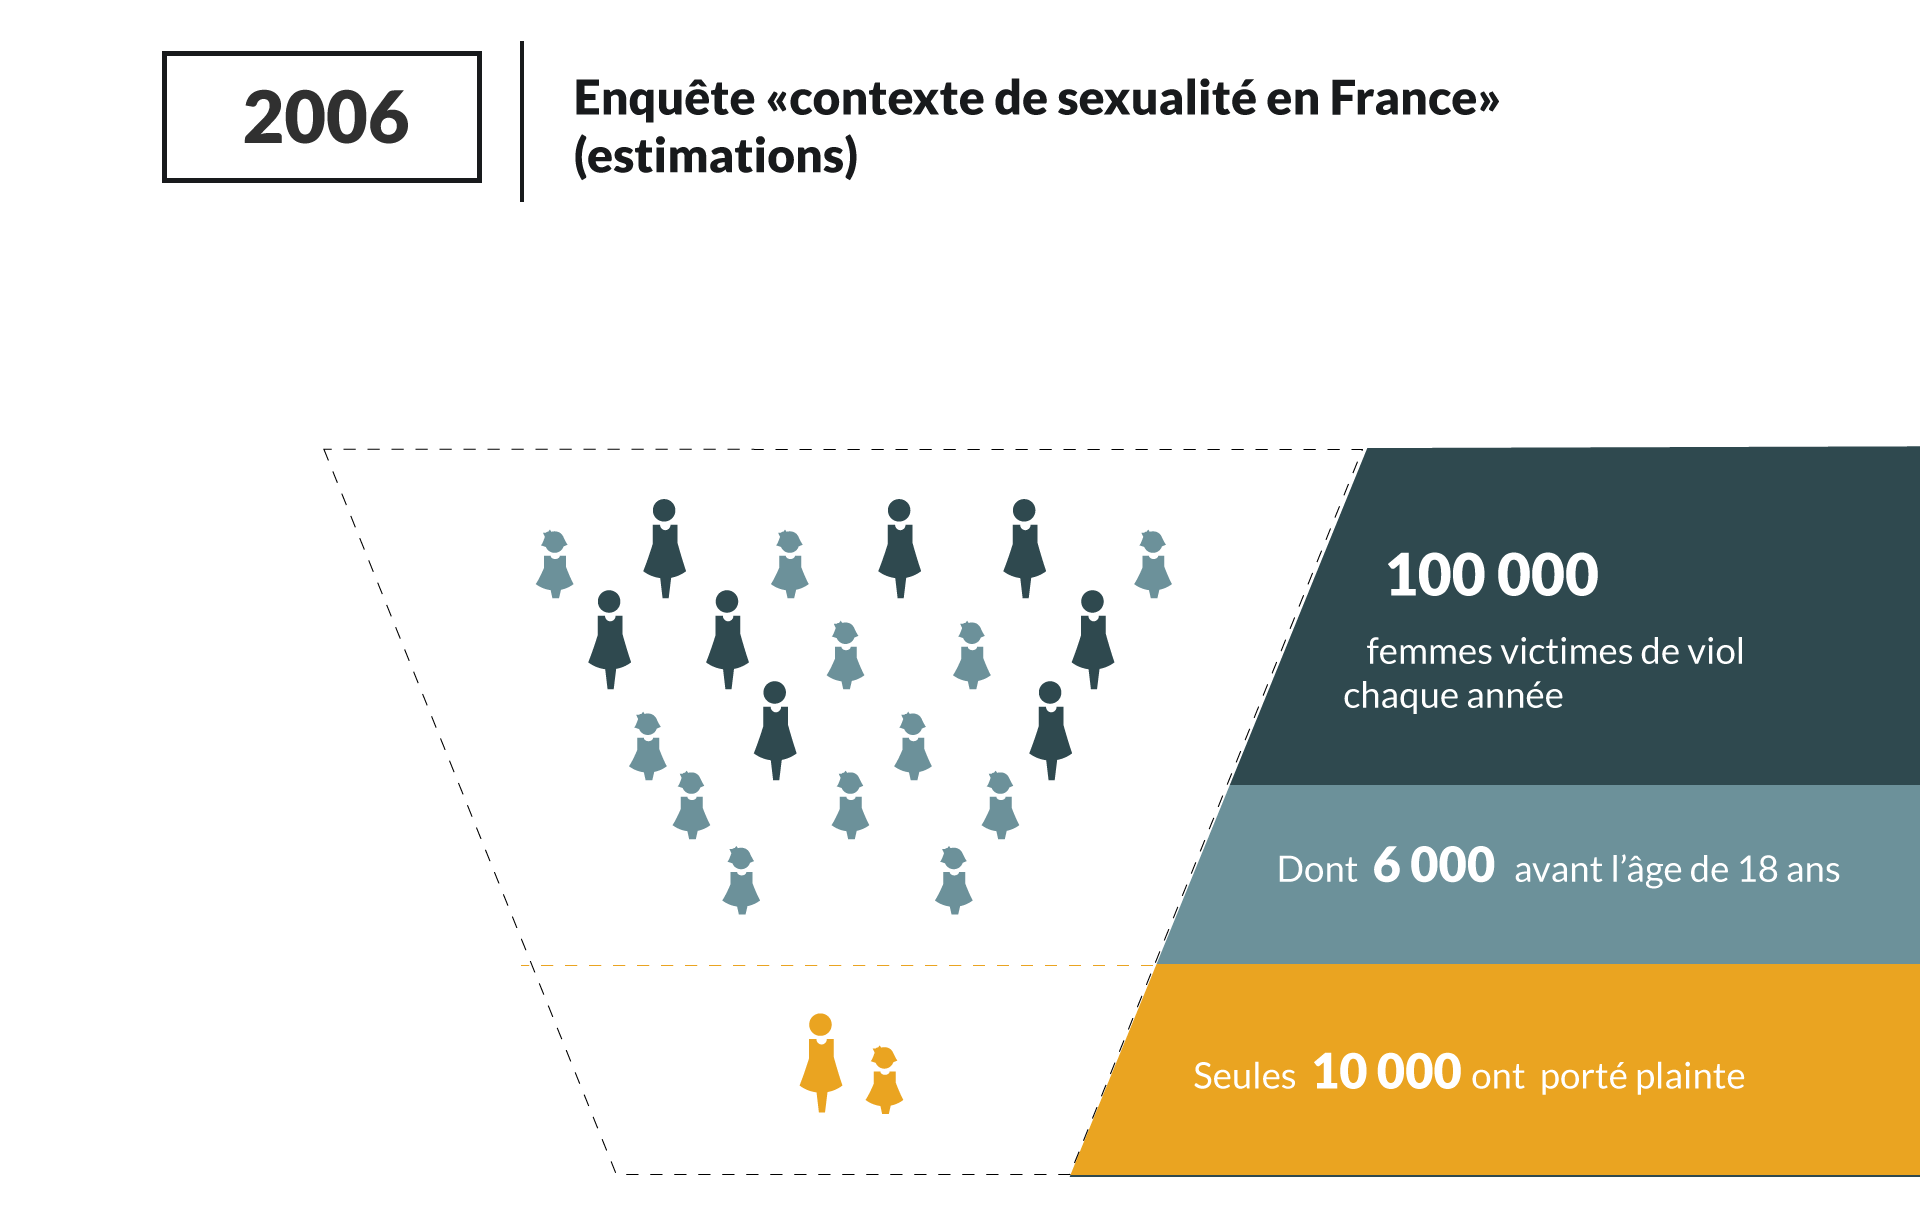 2006
Enquête «contexte de sexualité en France»
(estimations)
100 000
femmes victimes de viol
chaque année
Dont 6 000 avant l’âge de 18 ans
Seules 10 000 ont porté plainte